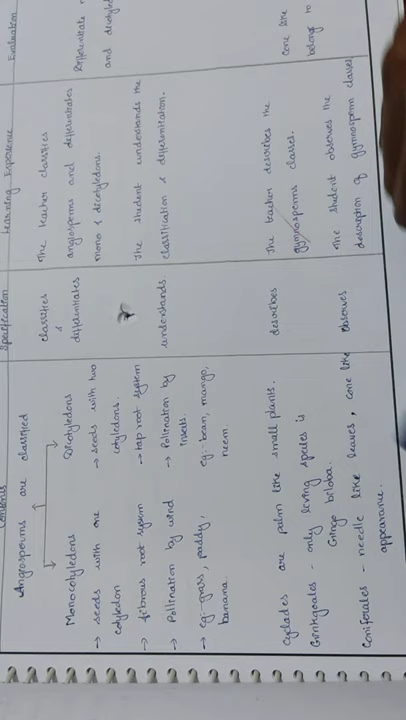 Contents
Angiosperms are classified
Monocotyledons
→ seeds with one
cotyledon
→ fibrous root system
→ Pollination by wind
→ eg:- grass, paddy,
banana.
Dicotyledons
→ seeds with two
cotyledons.
→ tap root system
→ Pollination by
insects.
eg:- bean, mango,
neem.
Cyclades are palm like small plants.
Ginkgoales - only living species is
Gingo biloba.
Coniferales - needle like leaves, cone like
appearance.
Specification
classifies
&
differentiates
understands.
describes
observes
Learning Experience
The teacher classifies
angiosperms and differentiates
mono & dicotyledons.
The student understands the
classification & differentiation.
The teacher describes the
gymnosperms classes.
The student observes the
description of gymnosperm classes
Evaluation
Differentiate
and
cone like
belong to